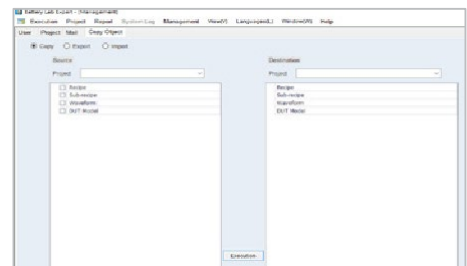 Battery Lab Expert - [Management]
Execution Project Report System Log Management View(V) Languages(L) Window(W) Help
User Project Mail Copy Object
Copy Export Import
Source Destination
Project Project
Recipe Recipe
Sub-recipe Sub-recipe
Waveform Waveform
DUT Model DUT Model
Execution